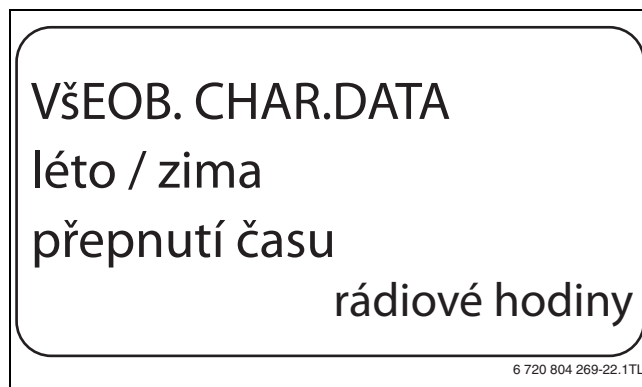 VšEOB. CHAR.DATA
léto / zima
přepnutí času
rádiové hodiny
6 720 804 269-22.1TL